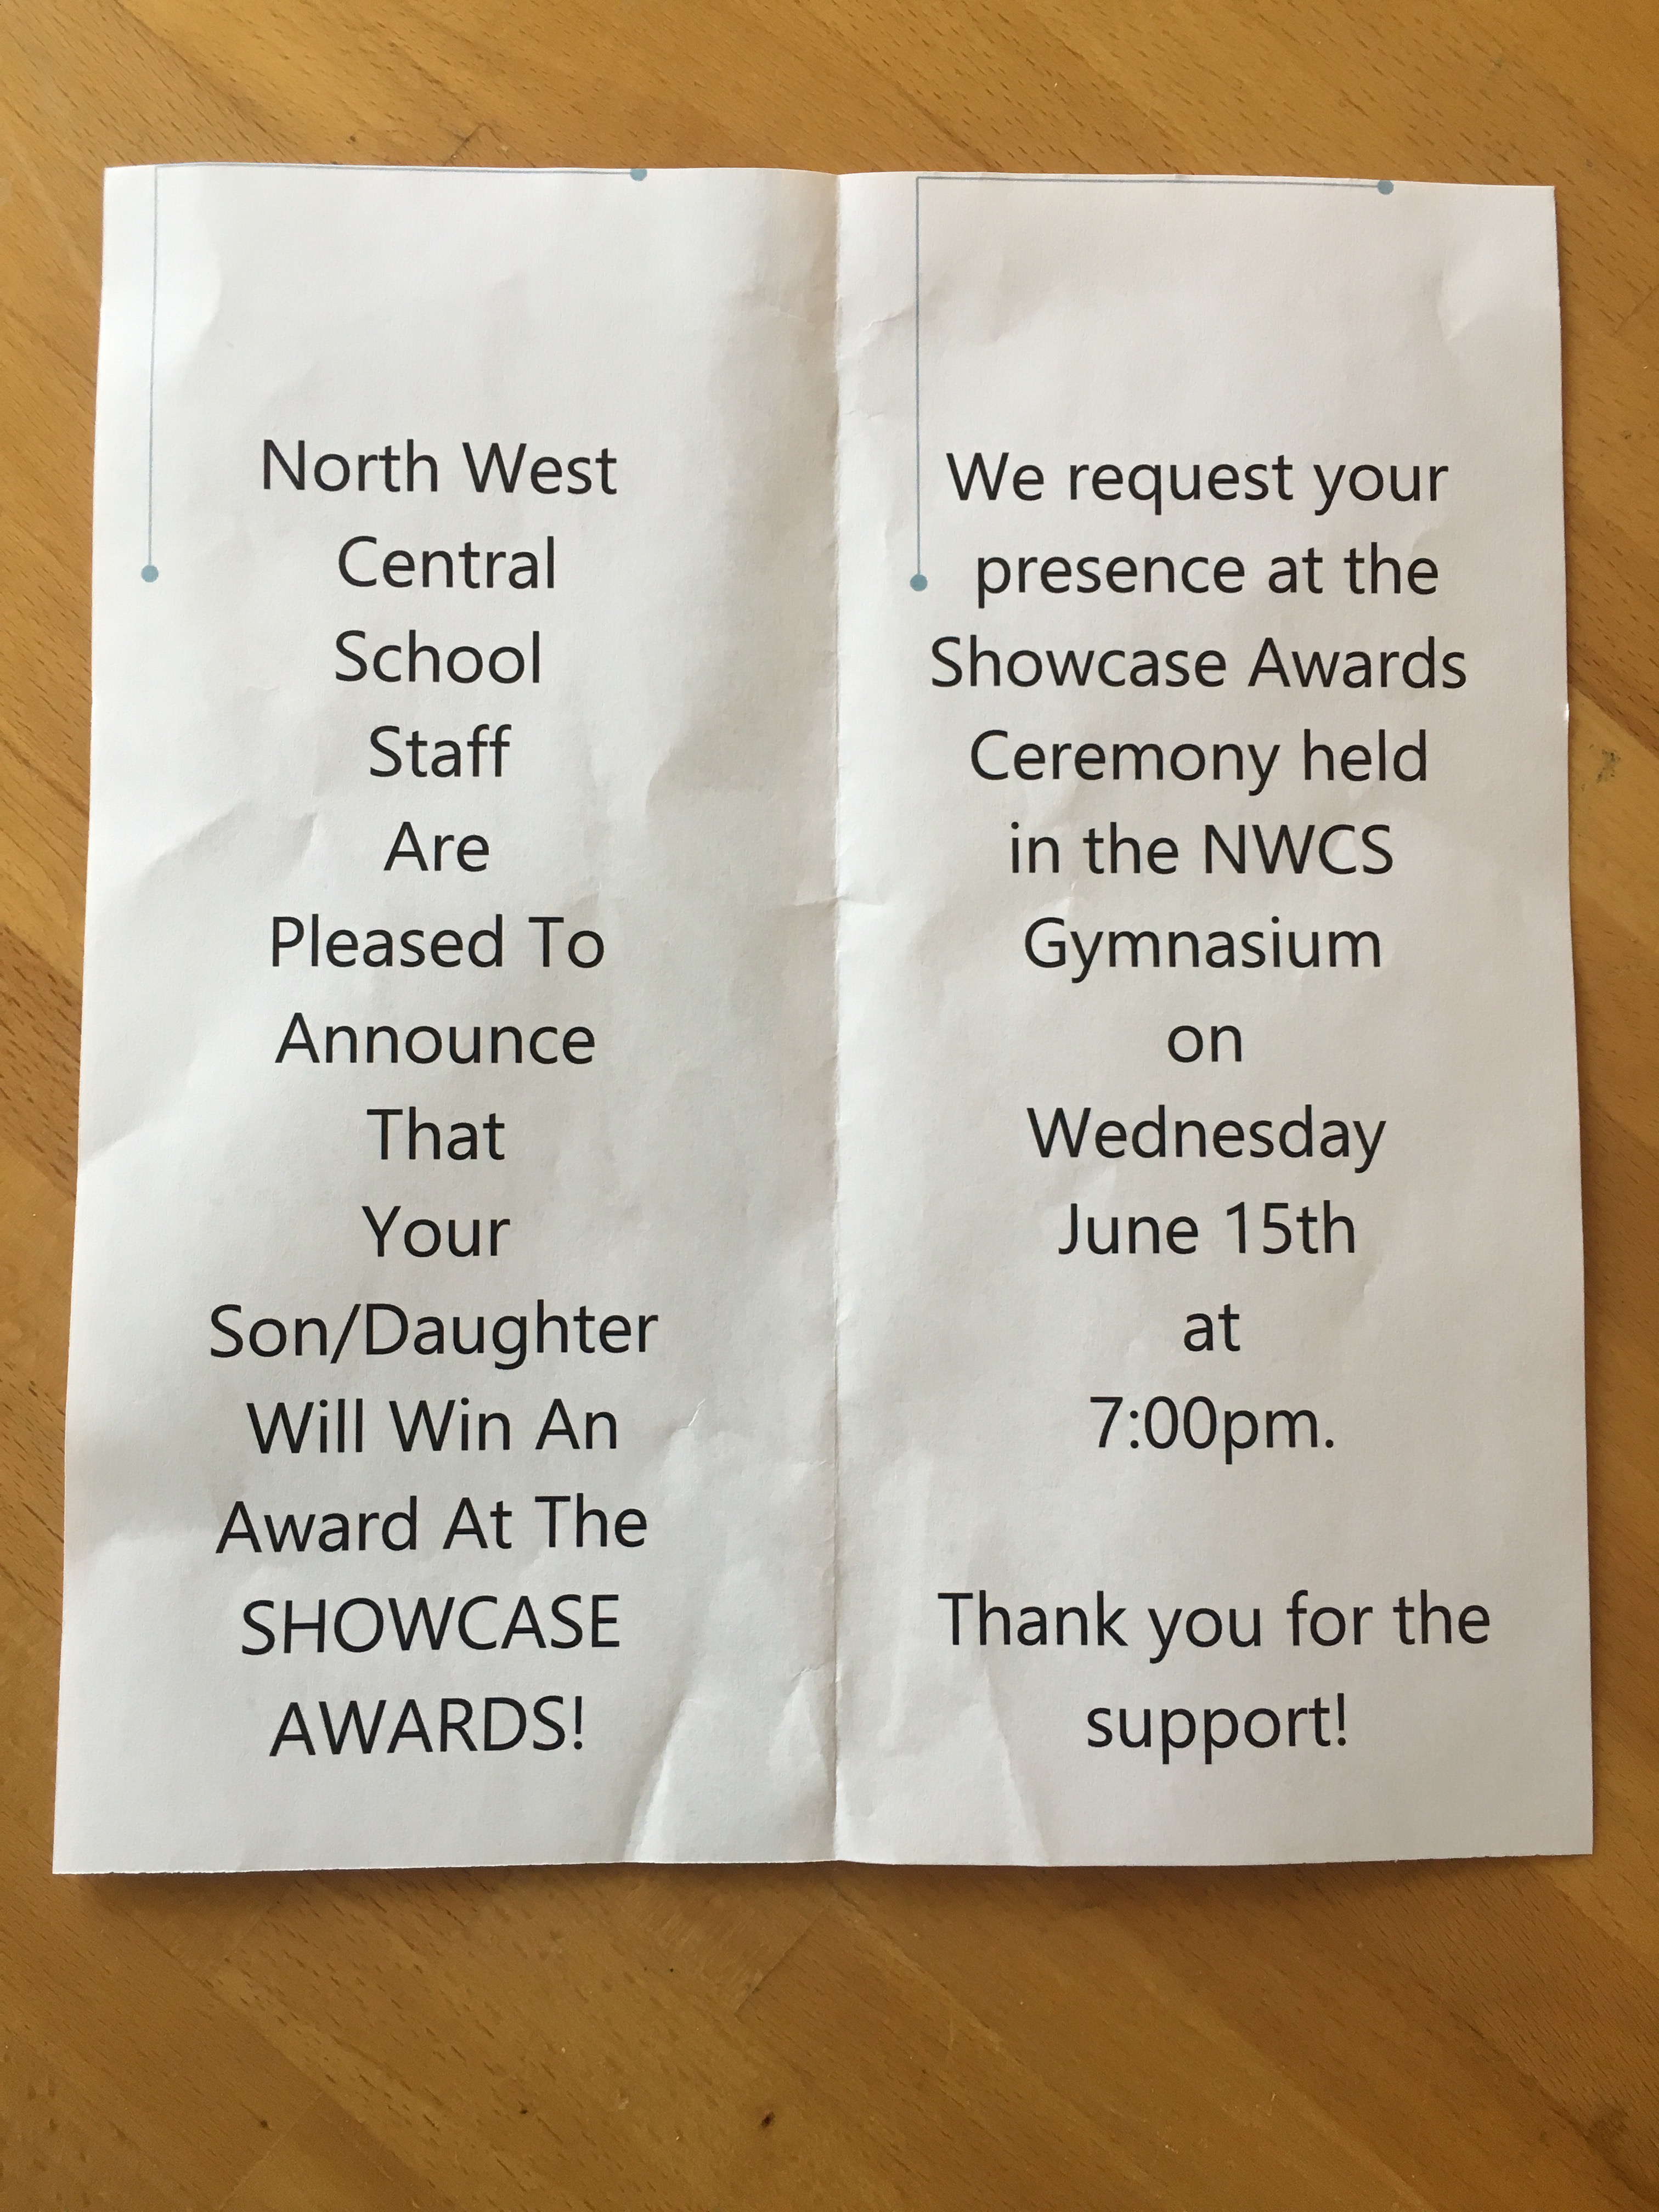 North West
Central
School
Staff
Are
Pleased To
Announce
That
Your
Son/Daughter
Will Win An
Award At The
SHOWCASE
AWARDS!
We request your
presence at the
Showcase Awards
Ceremony held
in the NWCS
Gymnasium
on
Wednesday
June 15th
at
7:00pm.
Thank you for the
support!